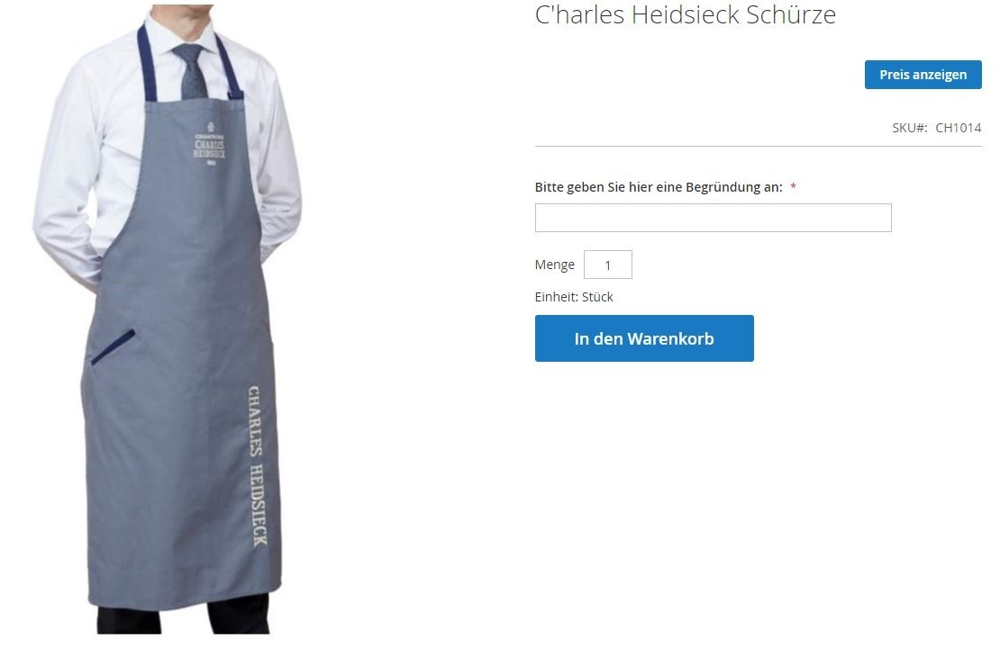 C'harles Heidsieck Schürze
Preis anzeigen
SKU#: CH1014
Bitte geben Sie hier eine Begründung an: *
Menge 1
Einheit: Stück
In den Warenkorb
CHAMPAGNE
CHARLES
HEIDSIECK
CHARLES HEIDSIECK